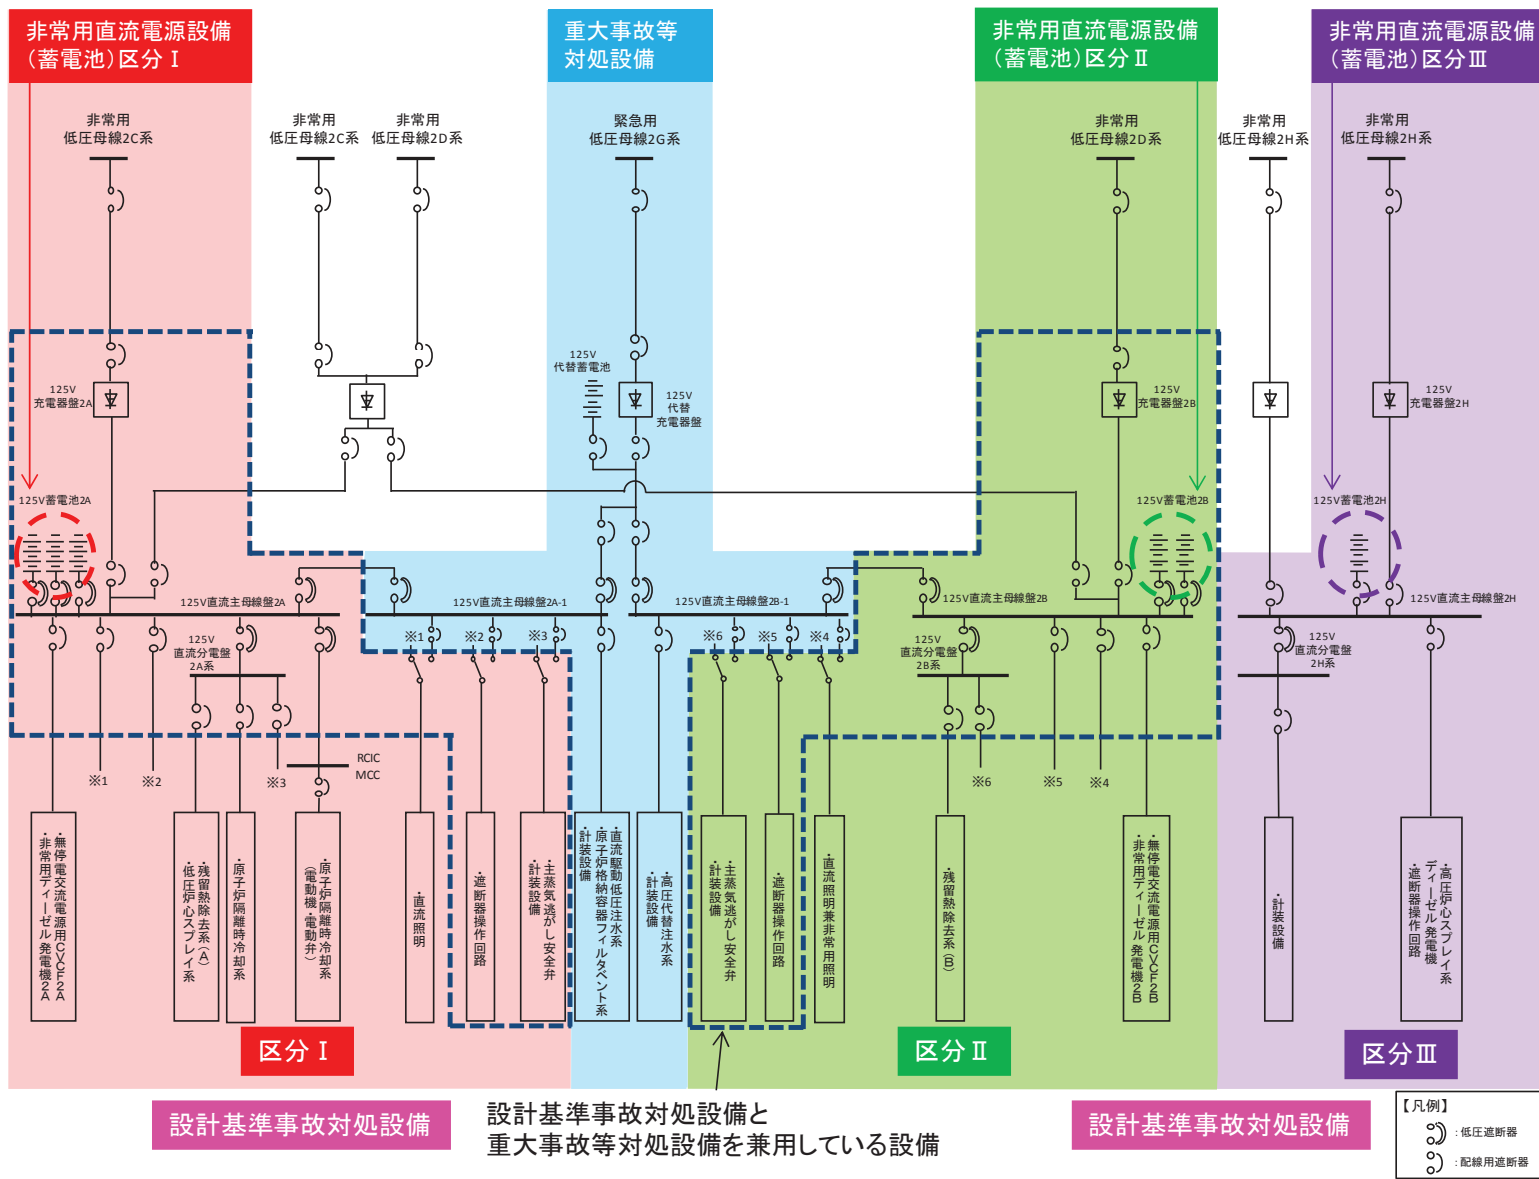 非常用直流電源設備
(蓄電池)区分Ⅰ
重大事故等
対処設備
非常用直流電源設備
(蓄電池)区分Ⅱ
非常用直流電源設備
(蓄電池)区分Ⅲ
非常用
低圧母線2C系
非常用
低圧母線2C系
非常用
低圧母線2D系
緊急用
低圧母線2G系
非常用
低圧母線2D系
非常用
低圧母線2H系
非常用
低圧母線2H系
125V
充電器盤2A
125V
代替蓄電池
125V
代替
充電器盤
125V
充電器盤2B
125V
充電器盤2H
125V蓄電池2A
125V蓄電池2B
125V蓄電池2H
125V直流主母線盤2A
125V直流主母線盤2A-1
125V直流主母線盤2B-1
125V直流主母線盤2B
125V直流主母線盤2H
※1
※2
※3
※6
※5
※4
125V
直流分電盤
2A系
125V
直流分電盤
2B系
125V
直流分電盤
2H系
※1
※2
※3
RCIC
MCC
※6
※5
※4
・無停電交流電源用CVCF2A
・非常用ディーゼル発電機2A
・残留熱除去系(A)
・低圧炉心スプレイ系
・原子炉隔離時冷却系
・原子炉隔離時冷却系
(電動機・電動弁)
・直流照明
・遮断器操作回路
・主蒸気逃がし安全弁
・計装設備
・直流駆動低圧注水系
・原子炉格納容器フィルタベント系
・計装設備
・高圧代替注水系
・計装設備
・主蒸気逃がし安全弁
・計装設備
・遮断器操作回路
・直流照明兼非常用照明
・残留熱除去系(B)
・無停電交流電源用CVCF2B
・非常用ディーゼル発電機2B
・計装設備
・高圧炉心スプレイ系
ディーゼル発電機
・遮断器操作回路
区分Ⅰ
区分Ⅱ
区分Ⅲ
設計基準事故対処設備
設計基準事故対処設備と
重大事故等対処設備を兼用している設備
設計基準事故対処設備
【凡例】
:低圧遮断器
:配線用遮断器